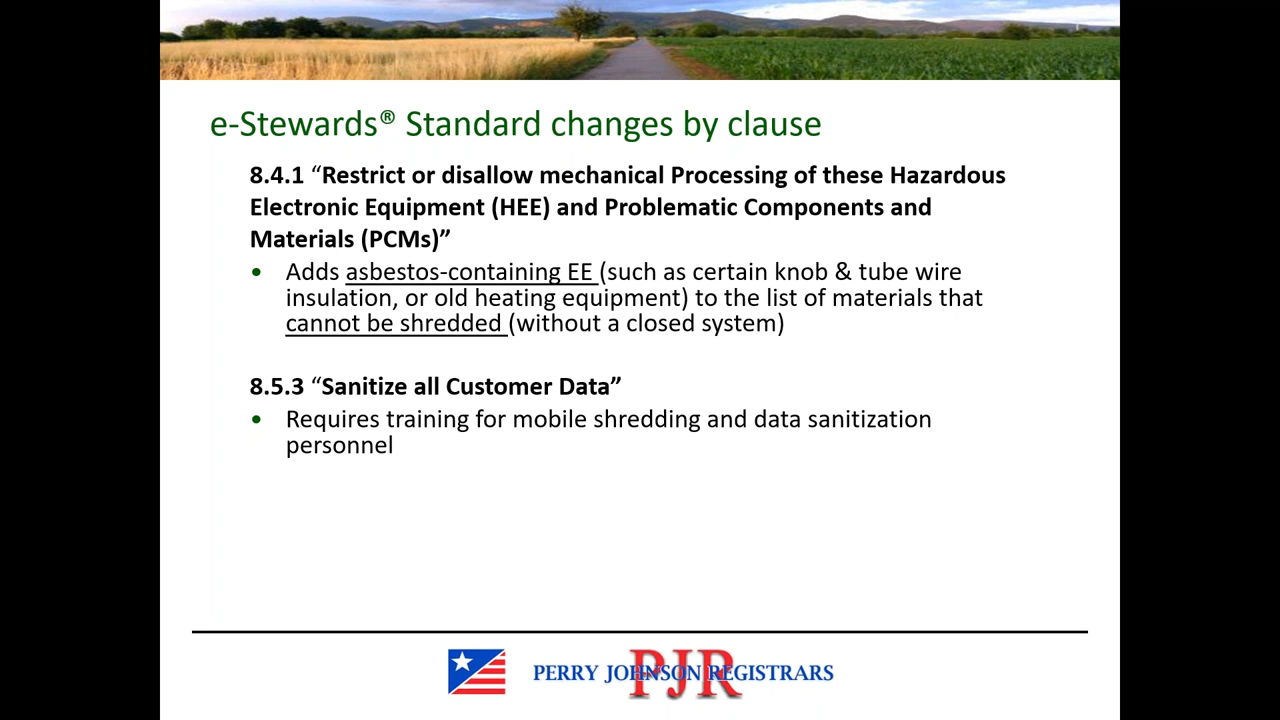 e-Stewards® Standard changes by clause
8.4.1 “Restrict or disallow mechanical Processing of these Hazardous
Electronic Equipment (HEE) and Problematic Components and
Materials (PCMs)”
• Adds asbestos-containing EE (such as certain knob & tube wire
insulation, or old heating equipment) to the list of materials that
cannot be shredded (without a closed system)
8.5.3 “Sanitize all Customer Data”
• Requires training for mobile shredding and data sanitization
personnel
PJR
PERRY JOHNSON REGISTRARS